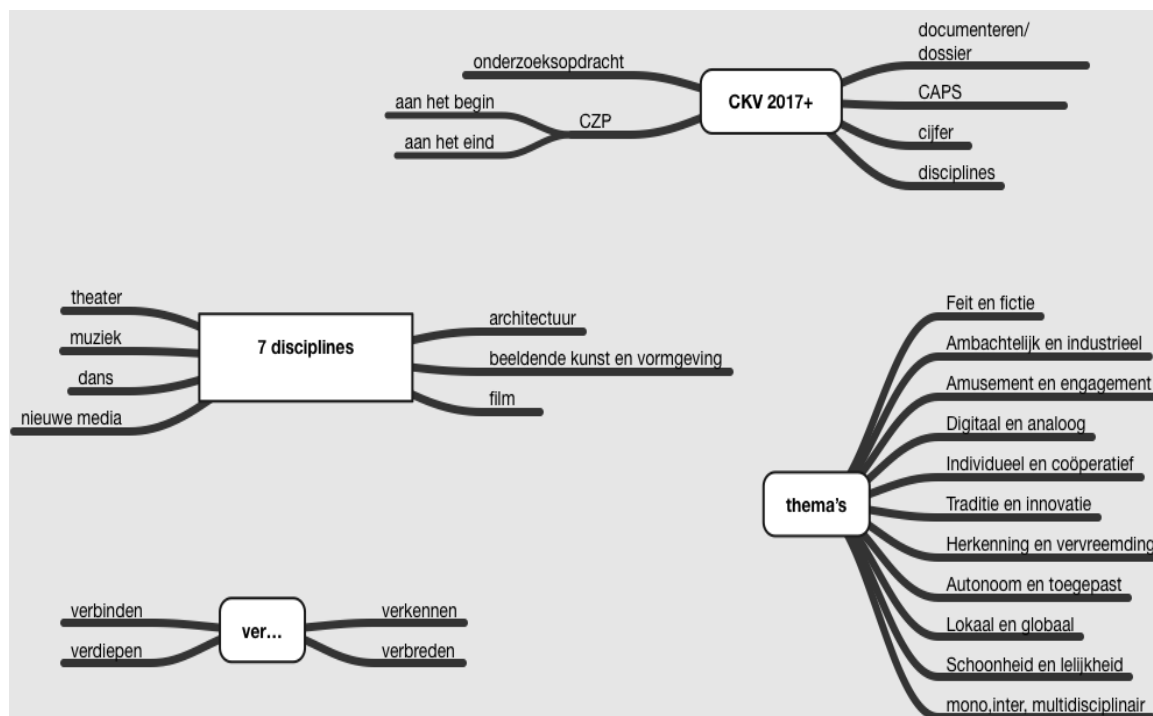 documenteren/
dossier
onderzoeksopdracht
CKV 2017+
CAPS
aan het begin
CZP
cijfer
aan het eind
disciplines
theater
muziek
dans
nieuwe media
7 disciplines
architectuur
beeldende kunst en vormgeving
film
thema's
Feit en fictie
Ambachtelijk en industrieel
Amusement en engagement
Digitaal en analoog
Individueel en coöperatief
Traditie en innovatie
Herkenning en vervreemding
Autonoom en toegepast
Lokaal en globaal
Schoonheid en lelijkheid
mono,inter, multidisciplinair
verbinden
verdiepen
ver...
verkennen
verbreden